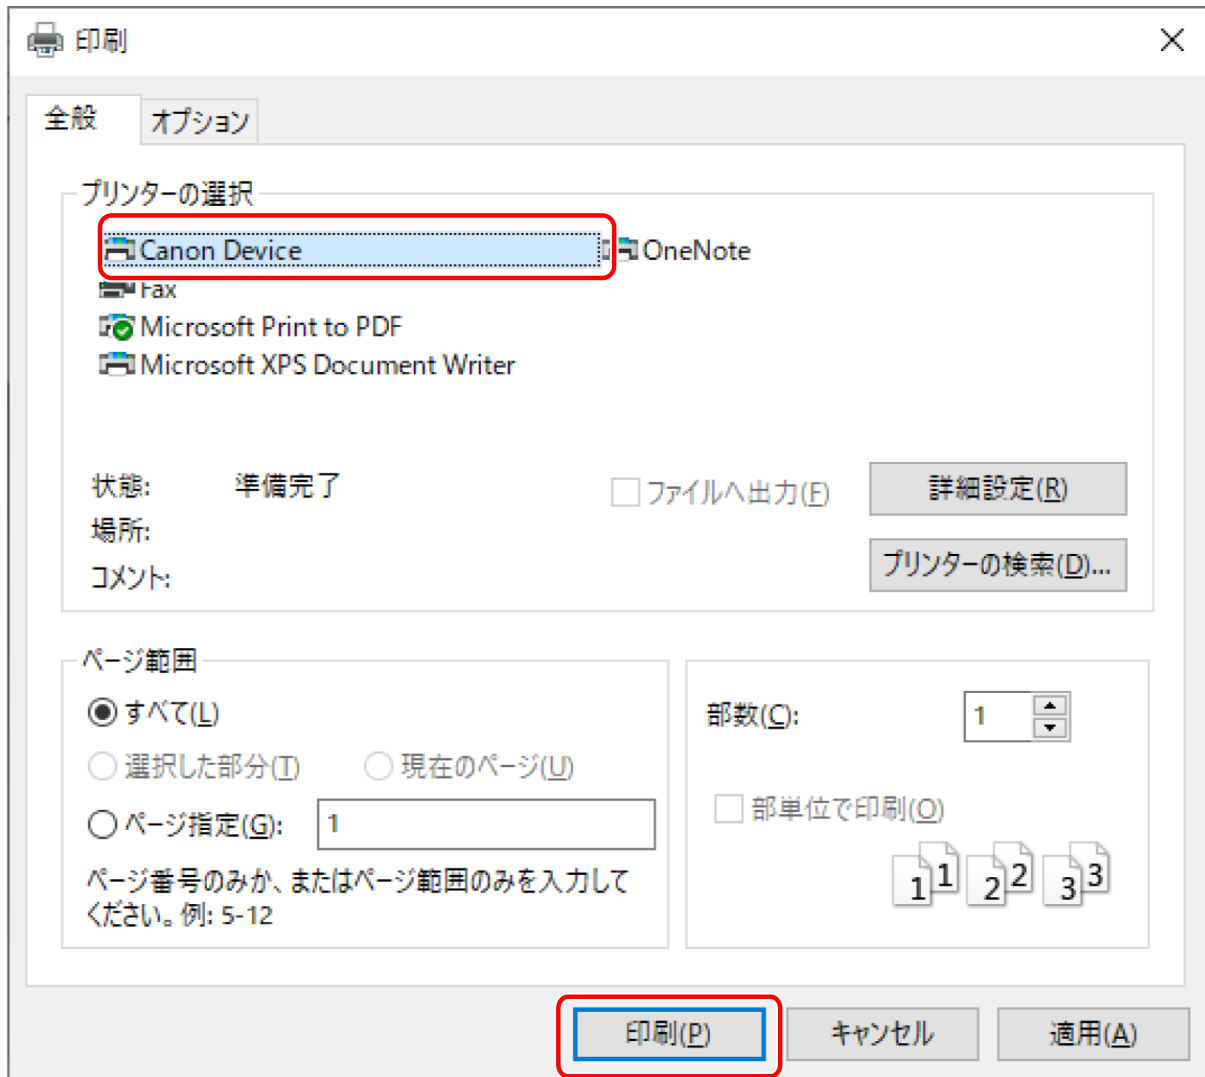 印刷
全般 オプション
プリンターの選択
Canon Device OneNote
Fax
Microsoft Print to PDF
Microsoft XPS Document Writer
状態: 準備完了 ファイルへ出力(F) 詳細設定(R)
場所:
コメント: プリンターの検索(D)...
ページ範囲
すべて(L) 部数(C): 1
選択した部分(T) 現在のページ(U)
ページ指定(G): 1 部単位で印刷(O)
ページ番号のみか、またはページ範囲のみを入力して
ください。例: 5-12
1 1 2 2 3 3
印刷(P) キャンセル 適用(A)